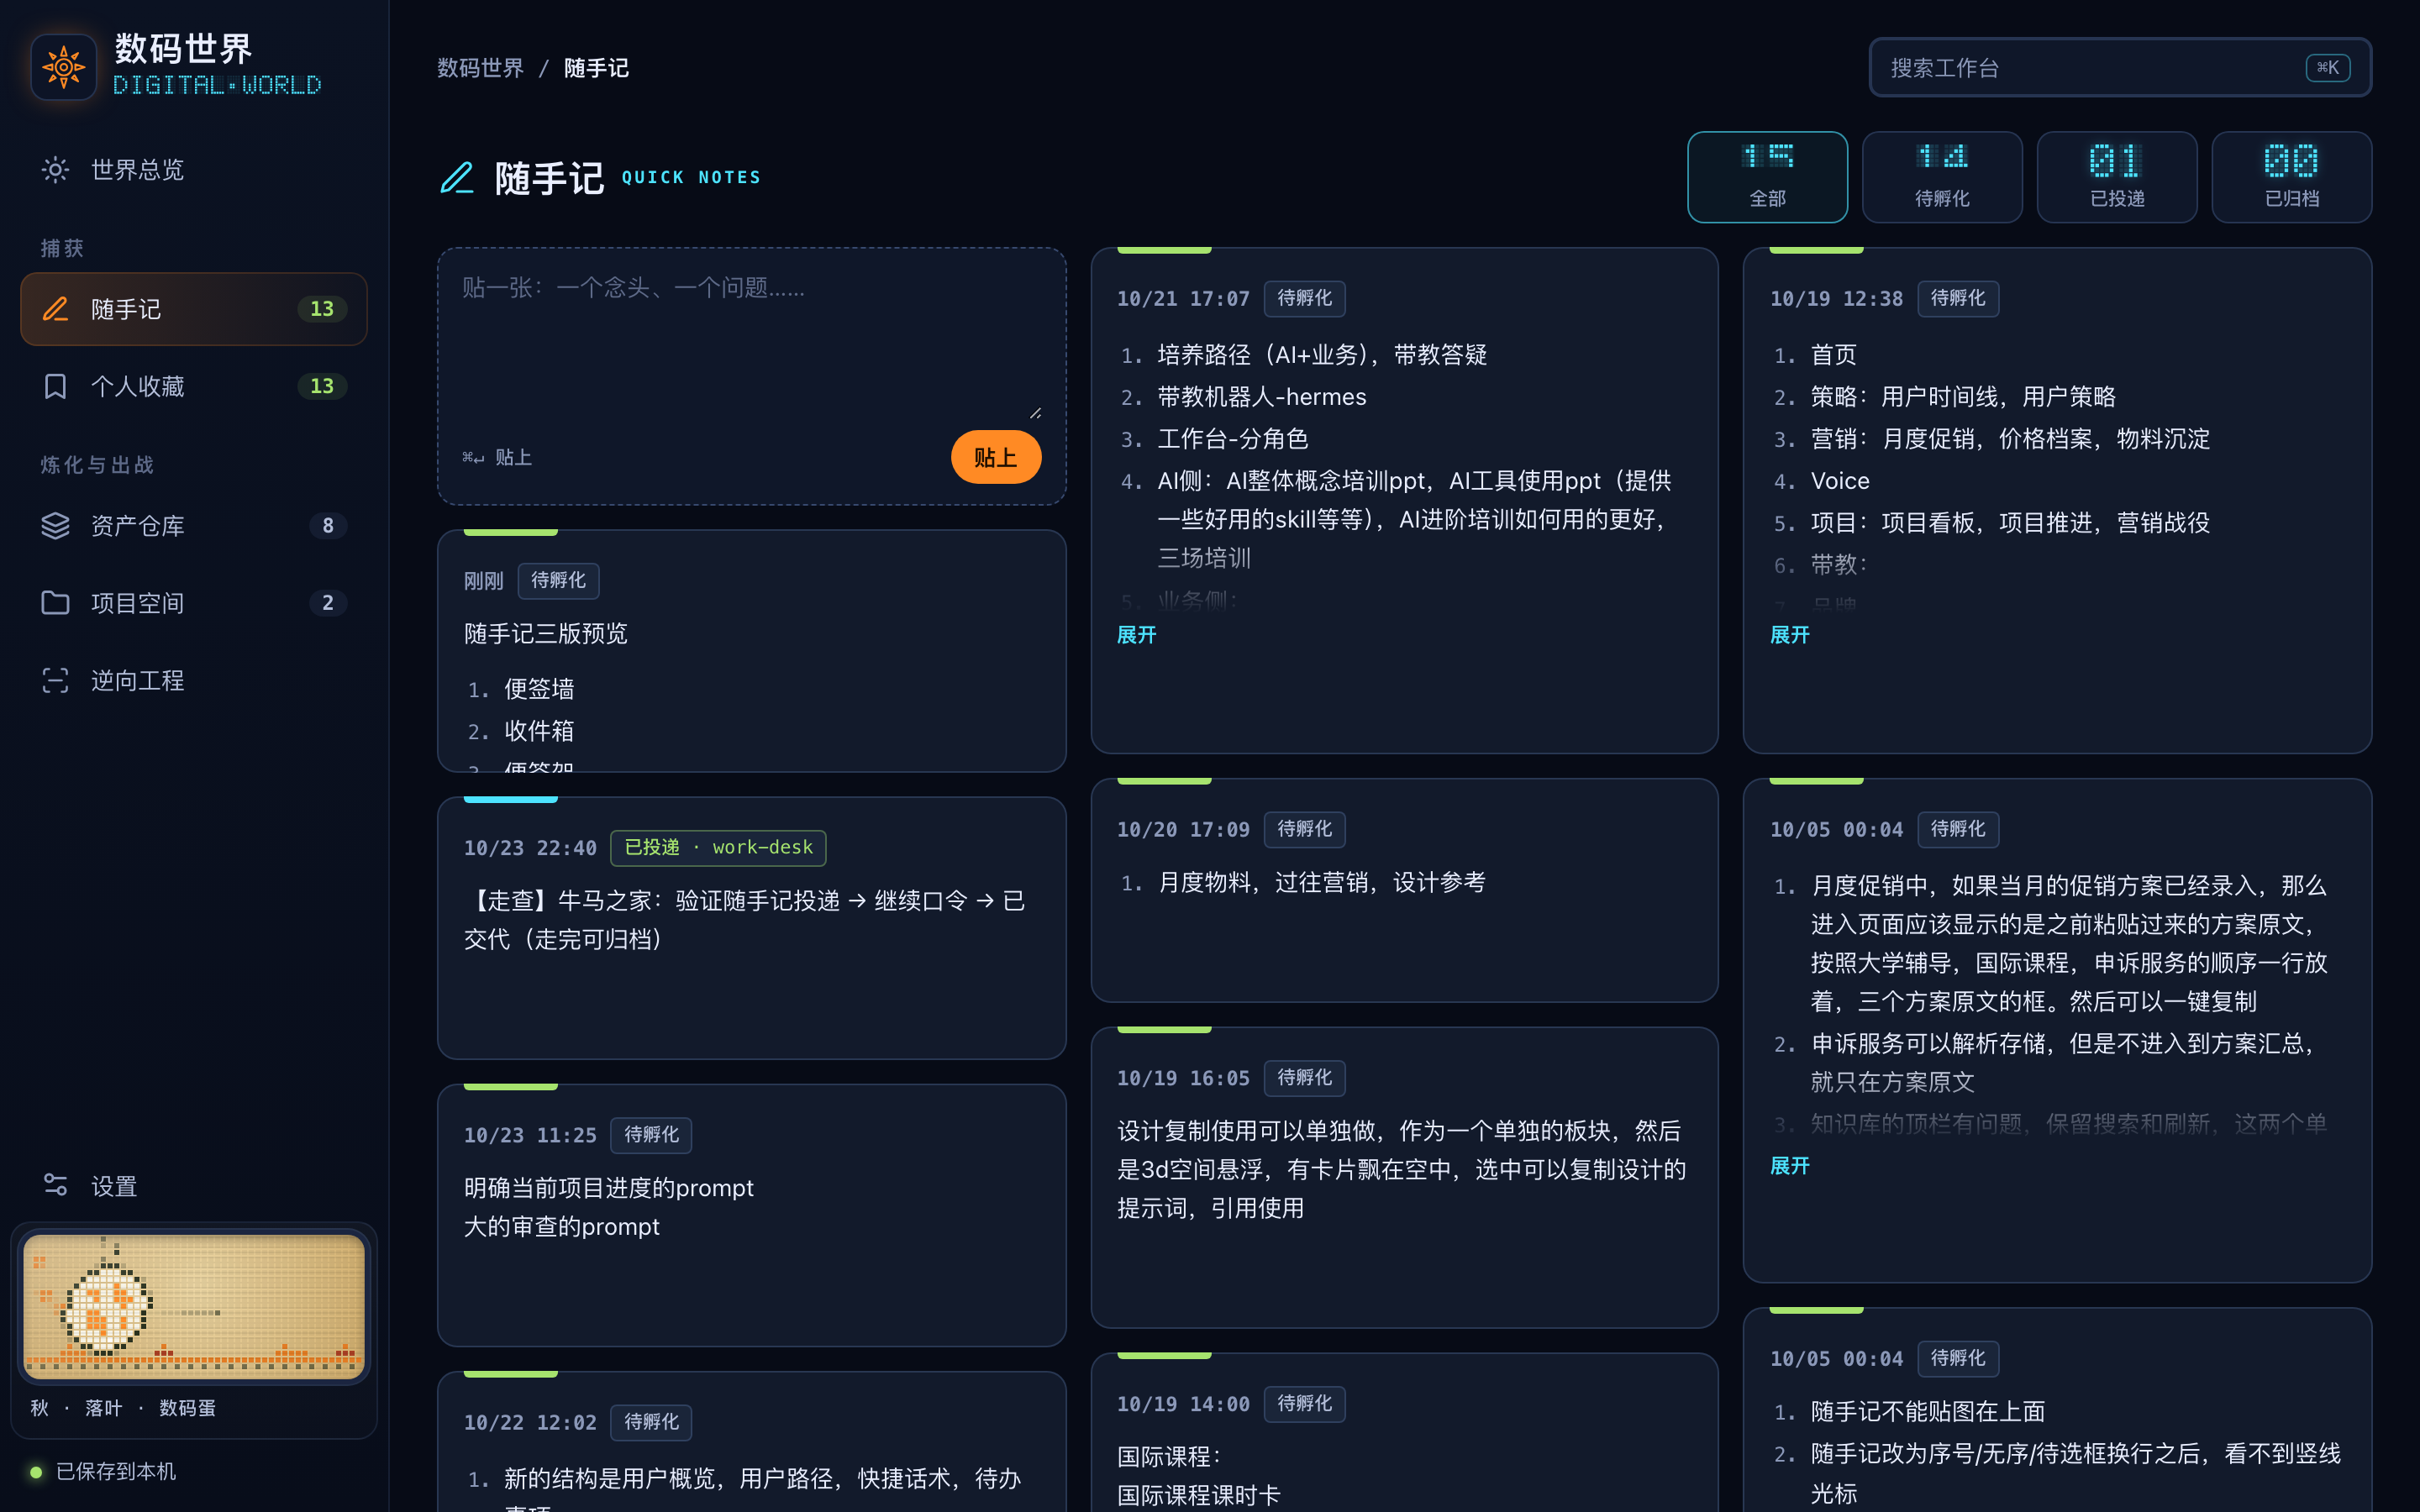 数码世界
DIGITAL·WORLD
世界总览
捕获
随手记 13
个人收藏 13
炼化与出战
资产仓库 8
项目空间 2
逆向工程
设置
秋 · 落叶 · 数码蛋
已保存到本机
数码世界 / 随手记
搜索工作台 ⌘K
随手记 QUICK NOTES
15 全部
14 待孵化
01 已投递
00 已归档
贴一张：一个念头、一个问题……
⌘↵ 贴上
贴上
刚刚 待孵化
随手记三版预览
1. 便签墙
2. 收件箱
3. 便签架
10/23 22:40 已投递 · work-desk
【走查】牛马之家：验证随手记投递 → 继续口令 → 已
交代（走完可归档）
10/23 11:25 待孵化
明确当前项目进度的prompt
大的审查的prompt
10/22 12:02 待孵化
1. 新的结构是用户概览，用户路径，快捷话术，待办
10/21 17:07 待孵化
1. 培养路径（AI+业务），带教答疑
2. 带教机器人-hermes
3. 工作台-分角色
4. AI侧：AI整体概念培训ppt，AI工具使用ppt（提供
一些好用的skill等等），AI进阶培训如何用的更好，
三场培训
5. 业务侧：
展开
10/20 17:09 待孵化
1. 月度物料，过往营销，设计参考
10/19 16:05 待孵化
设计复制使用可以单独做，作为一个单独的板块，然后
是3d空间悬浮，有卡片飘在空中，选中可以复制设计的
提示词，引用使用
10/19 14:00 待孵化
国际课程：
国际课程课时卡
10/19 12:38 待孵化
1. 首页
2. 策略：用户时间线，用户策略
3. 营销：月度促销，价格档案，物料沉淀
4. Voice
5. 项目：项目看板，项目推进，营销战役
6. 带教：
7. 品牌
展开
10/05 00:04 待孵化
1. 月度促销中，如果当月的促销方案已经录入，那么
进入页面应该显示的是之前粘贴过来的方案原文，
按照大学辅导，国际课程，申诉服务的顺序一行放
着，三个方案原文的框。然后可以一键复制
2. 申诉服务可以解析存储，但是不进入到方案汇总，
就只在方案原文
3. 知识库的顶栏有问题，保留搜索和刷新，这两个单
展开
10/05 00:04 待孵化
1. 随手记不能贴图在上面
2. 随手记改为序号/无序/待选框换行之后，看不到竖线
光标